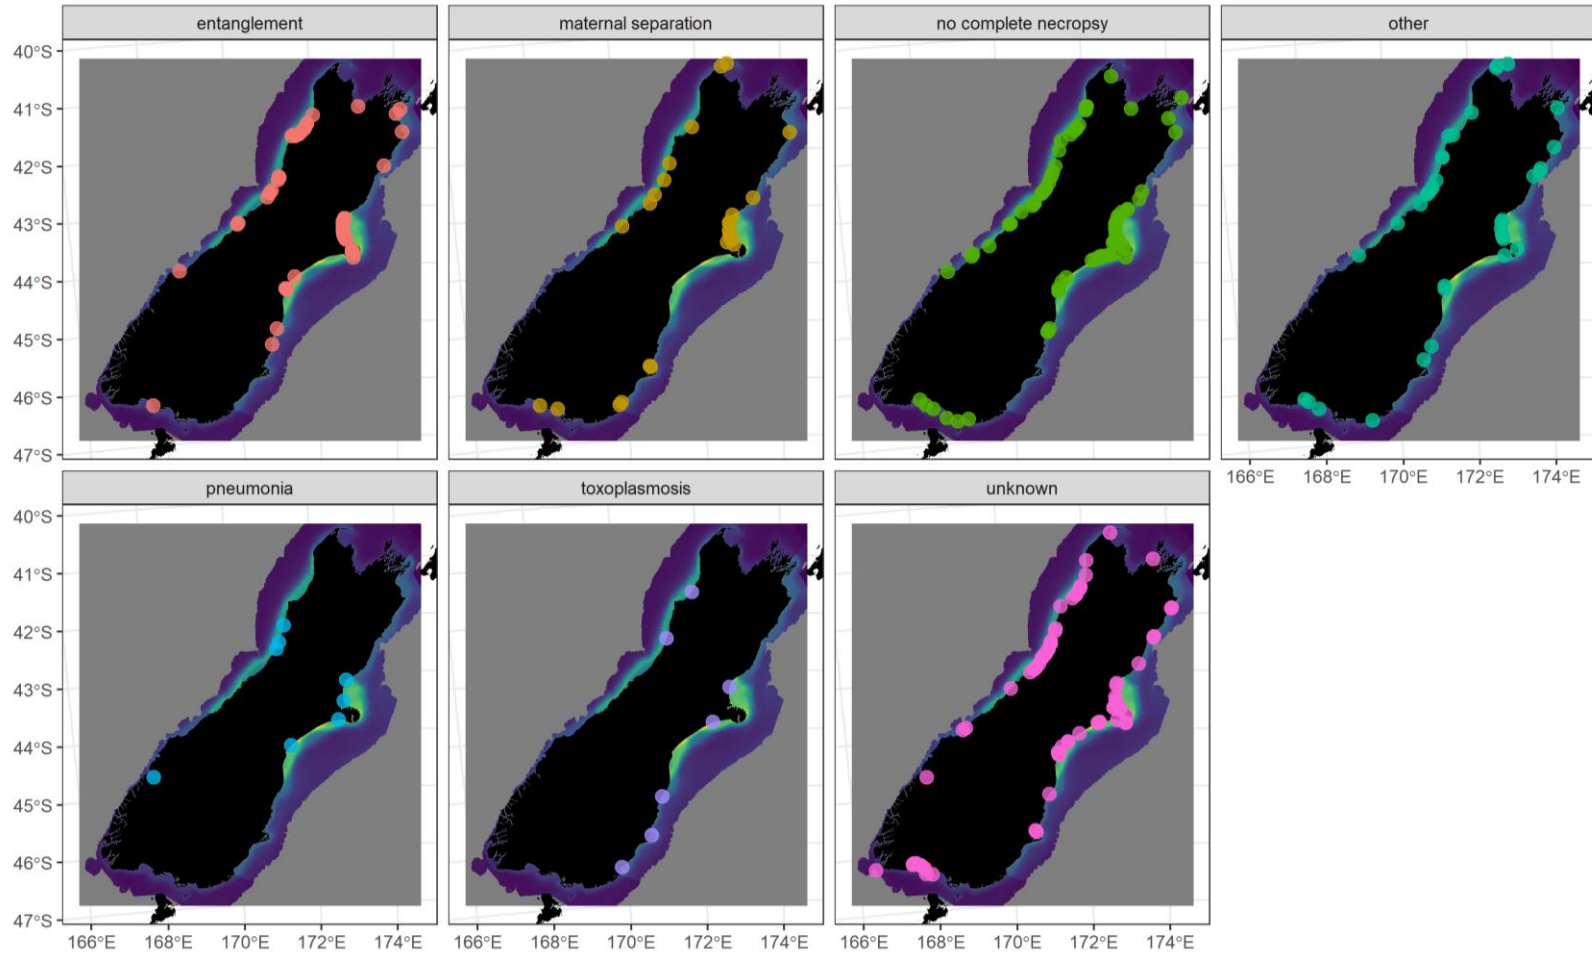 entanglement
maternal separation
no complete necropsy
other
40°S
41°S
42°S
43°S
44°S
45°S
46°S
47°S
166°E 168°E 170°E 172°E 174°E
pneumonia
toxoplasmosis
unknown
40°S
41°S
42°S
43°S
44°S
45°S
46°S
47°S
166°E 168°E 170°E 172°E 174°E
166°E 168°E 170°E 172°E 174°E
166°E 168°E 170°E 172°E 174°E